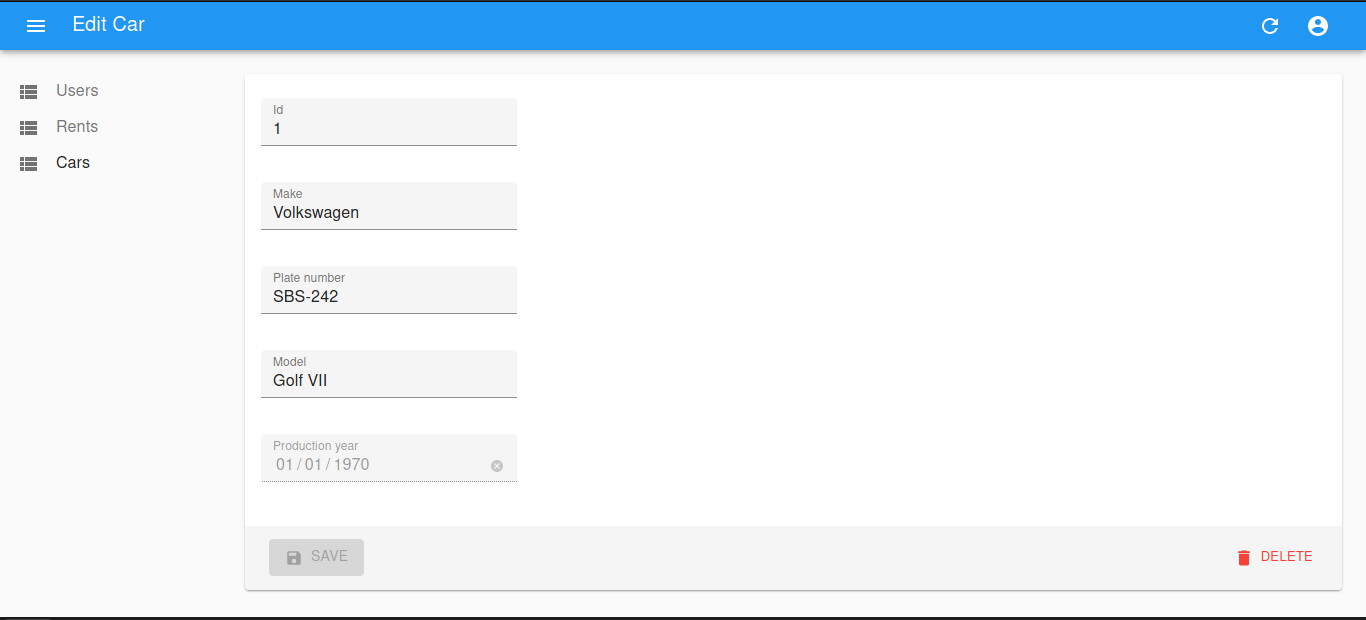 Edit Car
Users
Rents
Cars
Id
1
Make
Volkswagen
Plate number
SBS-242
Model
Golf VII
Production year
01/01/1970
SAVE
DELETE